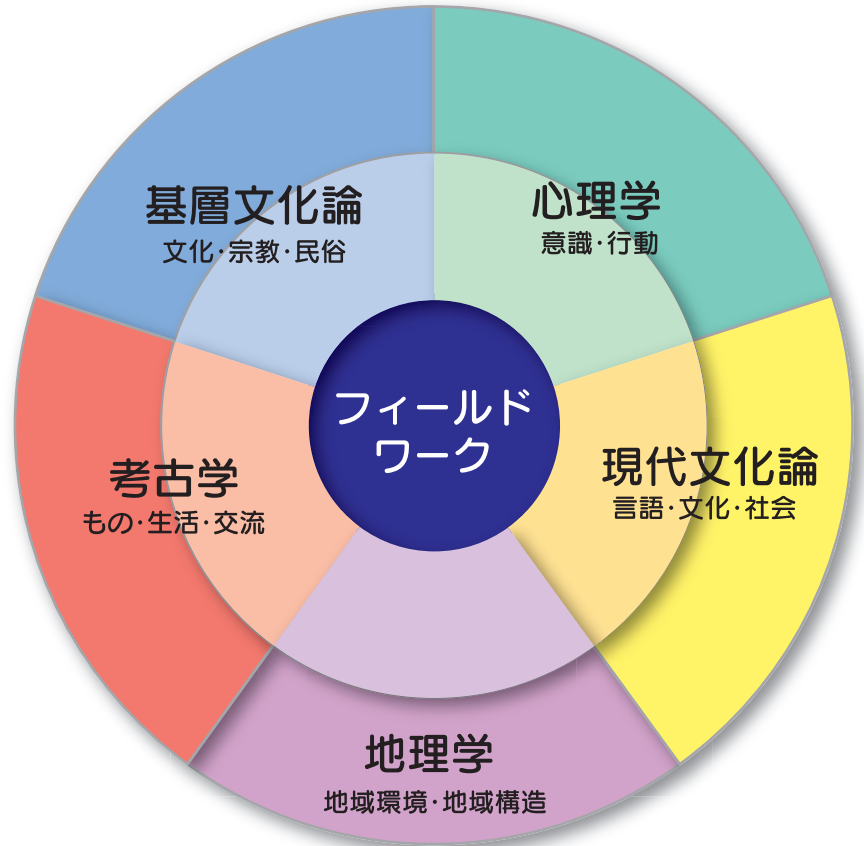 基層文化論
文化・宗教・民俗
心理学
意識・行動
フィールド
ワーク
考古学
もの・生活・交流
現代文化論
言語・文化・社会
地理学
地域環境・地域構造